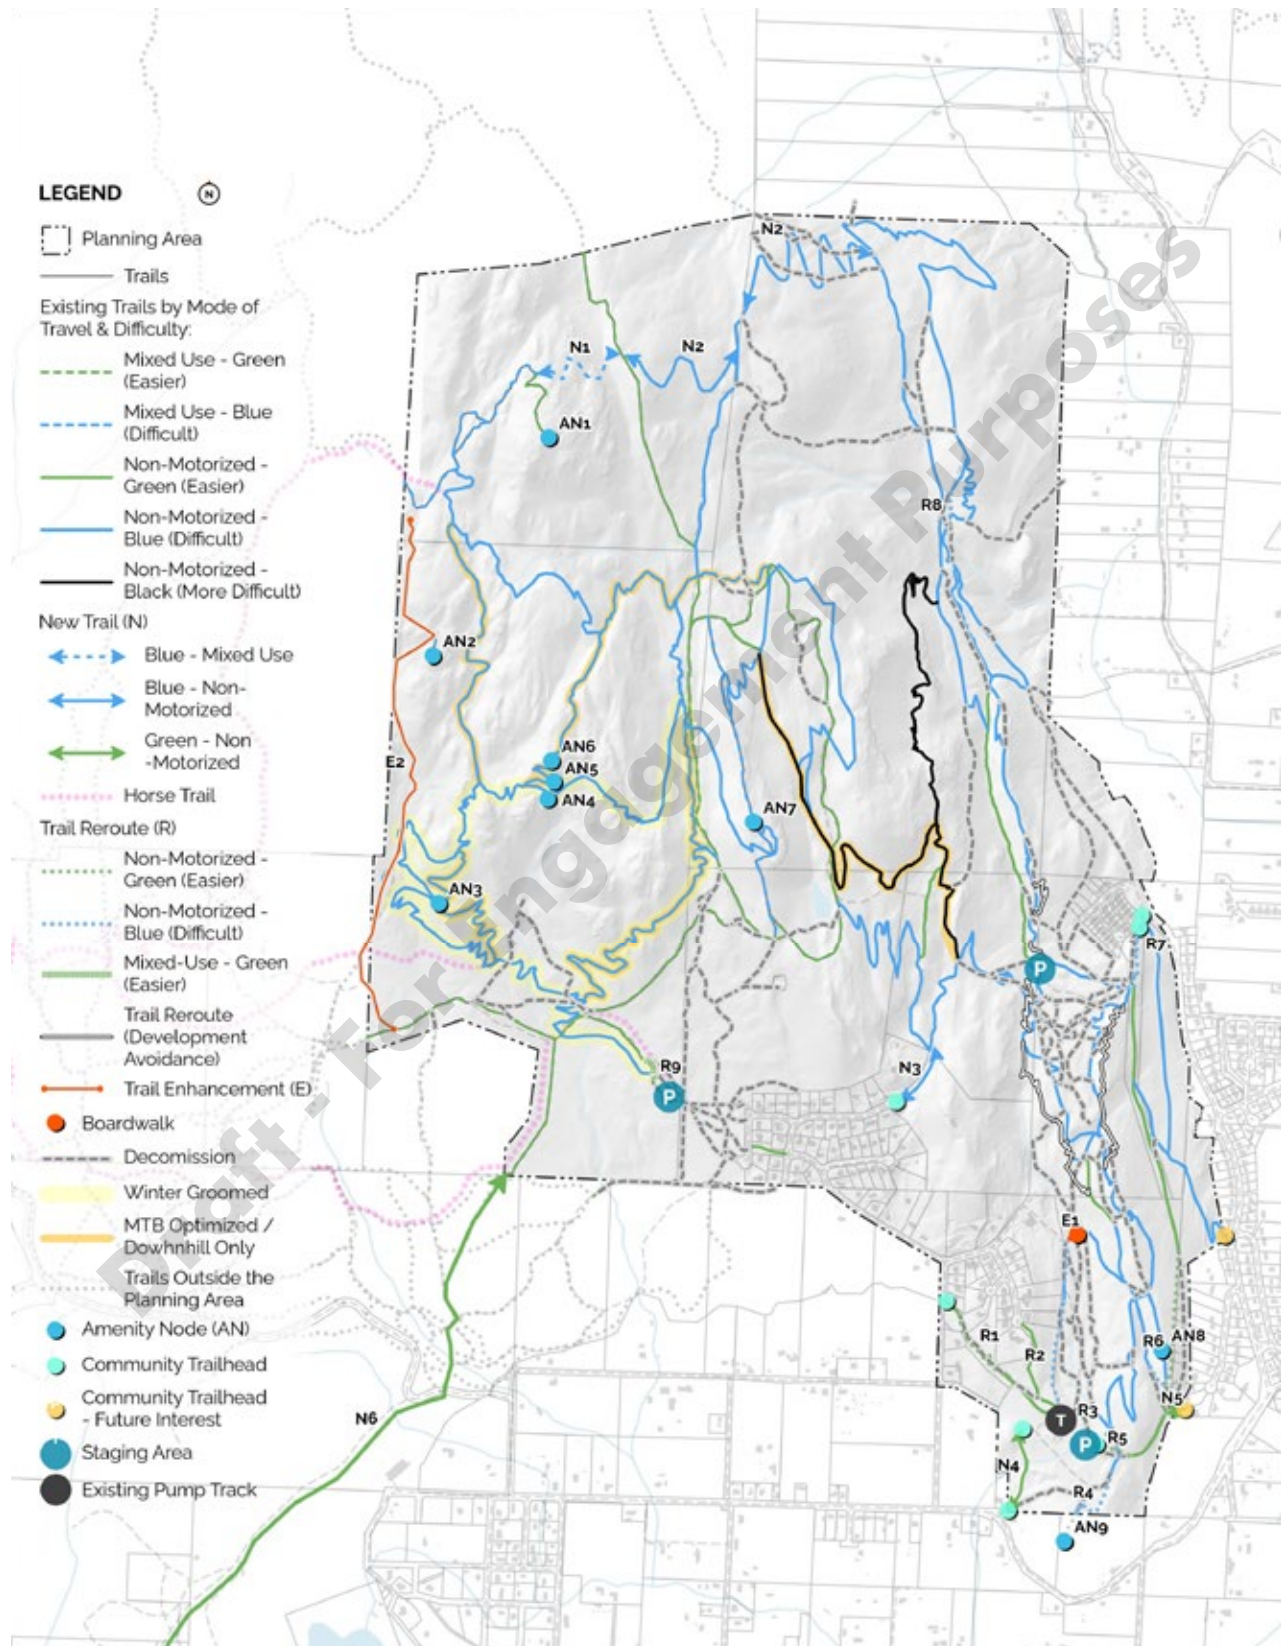 LEGEND
N
Planning Area
Trails
Existing Trails by Mode of
Travel & Difficulty:
Mixed Use - Green
(Easier)
Mixed Use - Blue
(Difficult)
Non-Motorized -
Green (Easier)
Non-Motorized -
Blue (Difficult)
Non-Motorized -
Black (More Difficult)
New Trail (N)
Blue - Mixed Use
Blue - Non-
Motorized
Green - Non
-Motorized
Horse Trail
Trail Reroute (R)
Non-Motorized -
Green (Easier)
Non-Motorized -
Blue (Difficult)
Mixed-Use - Green
(Easier)
Trail Reroute
(Development
Avoidance)
Trail Enhancement (E)
Boardwalk
Decomission
Winter Groomed
MTB Optimized /
Dowhnhill Only
Trails Outside the
Planning Area
Amenity Node (AN)
Community Trailhead
Community Trailhead
- Future Interest
Staging Area
Existing Pump Track
N2
N1
N2
AN1
R8
AN2
E2
AN6
AN5
AN4
AN7
AN3
R7
P
N3
R9
P
E1
R1
R2
R6
AN8
N5
R3
T
P
R5
N4
R4
AN9
N6
Draft - For Engagement Purposes